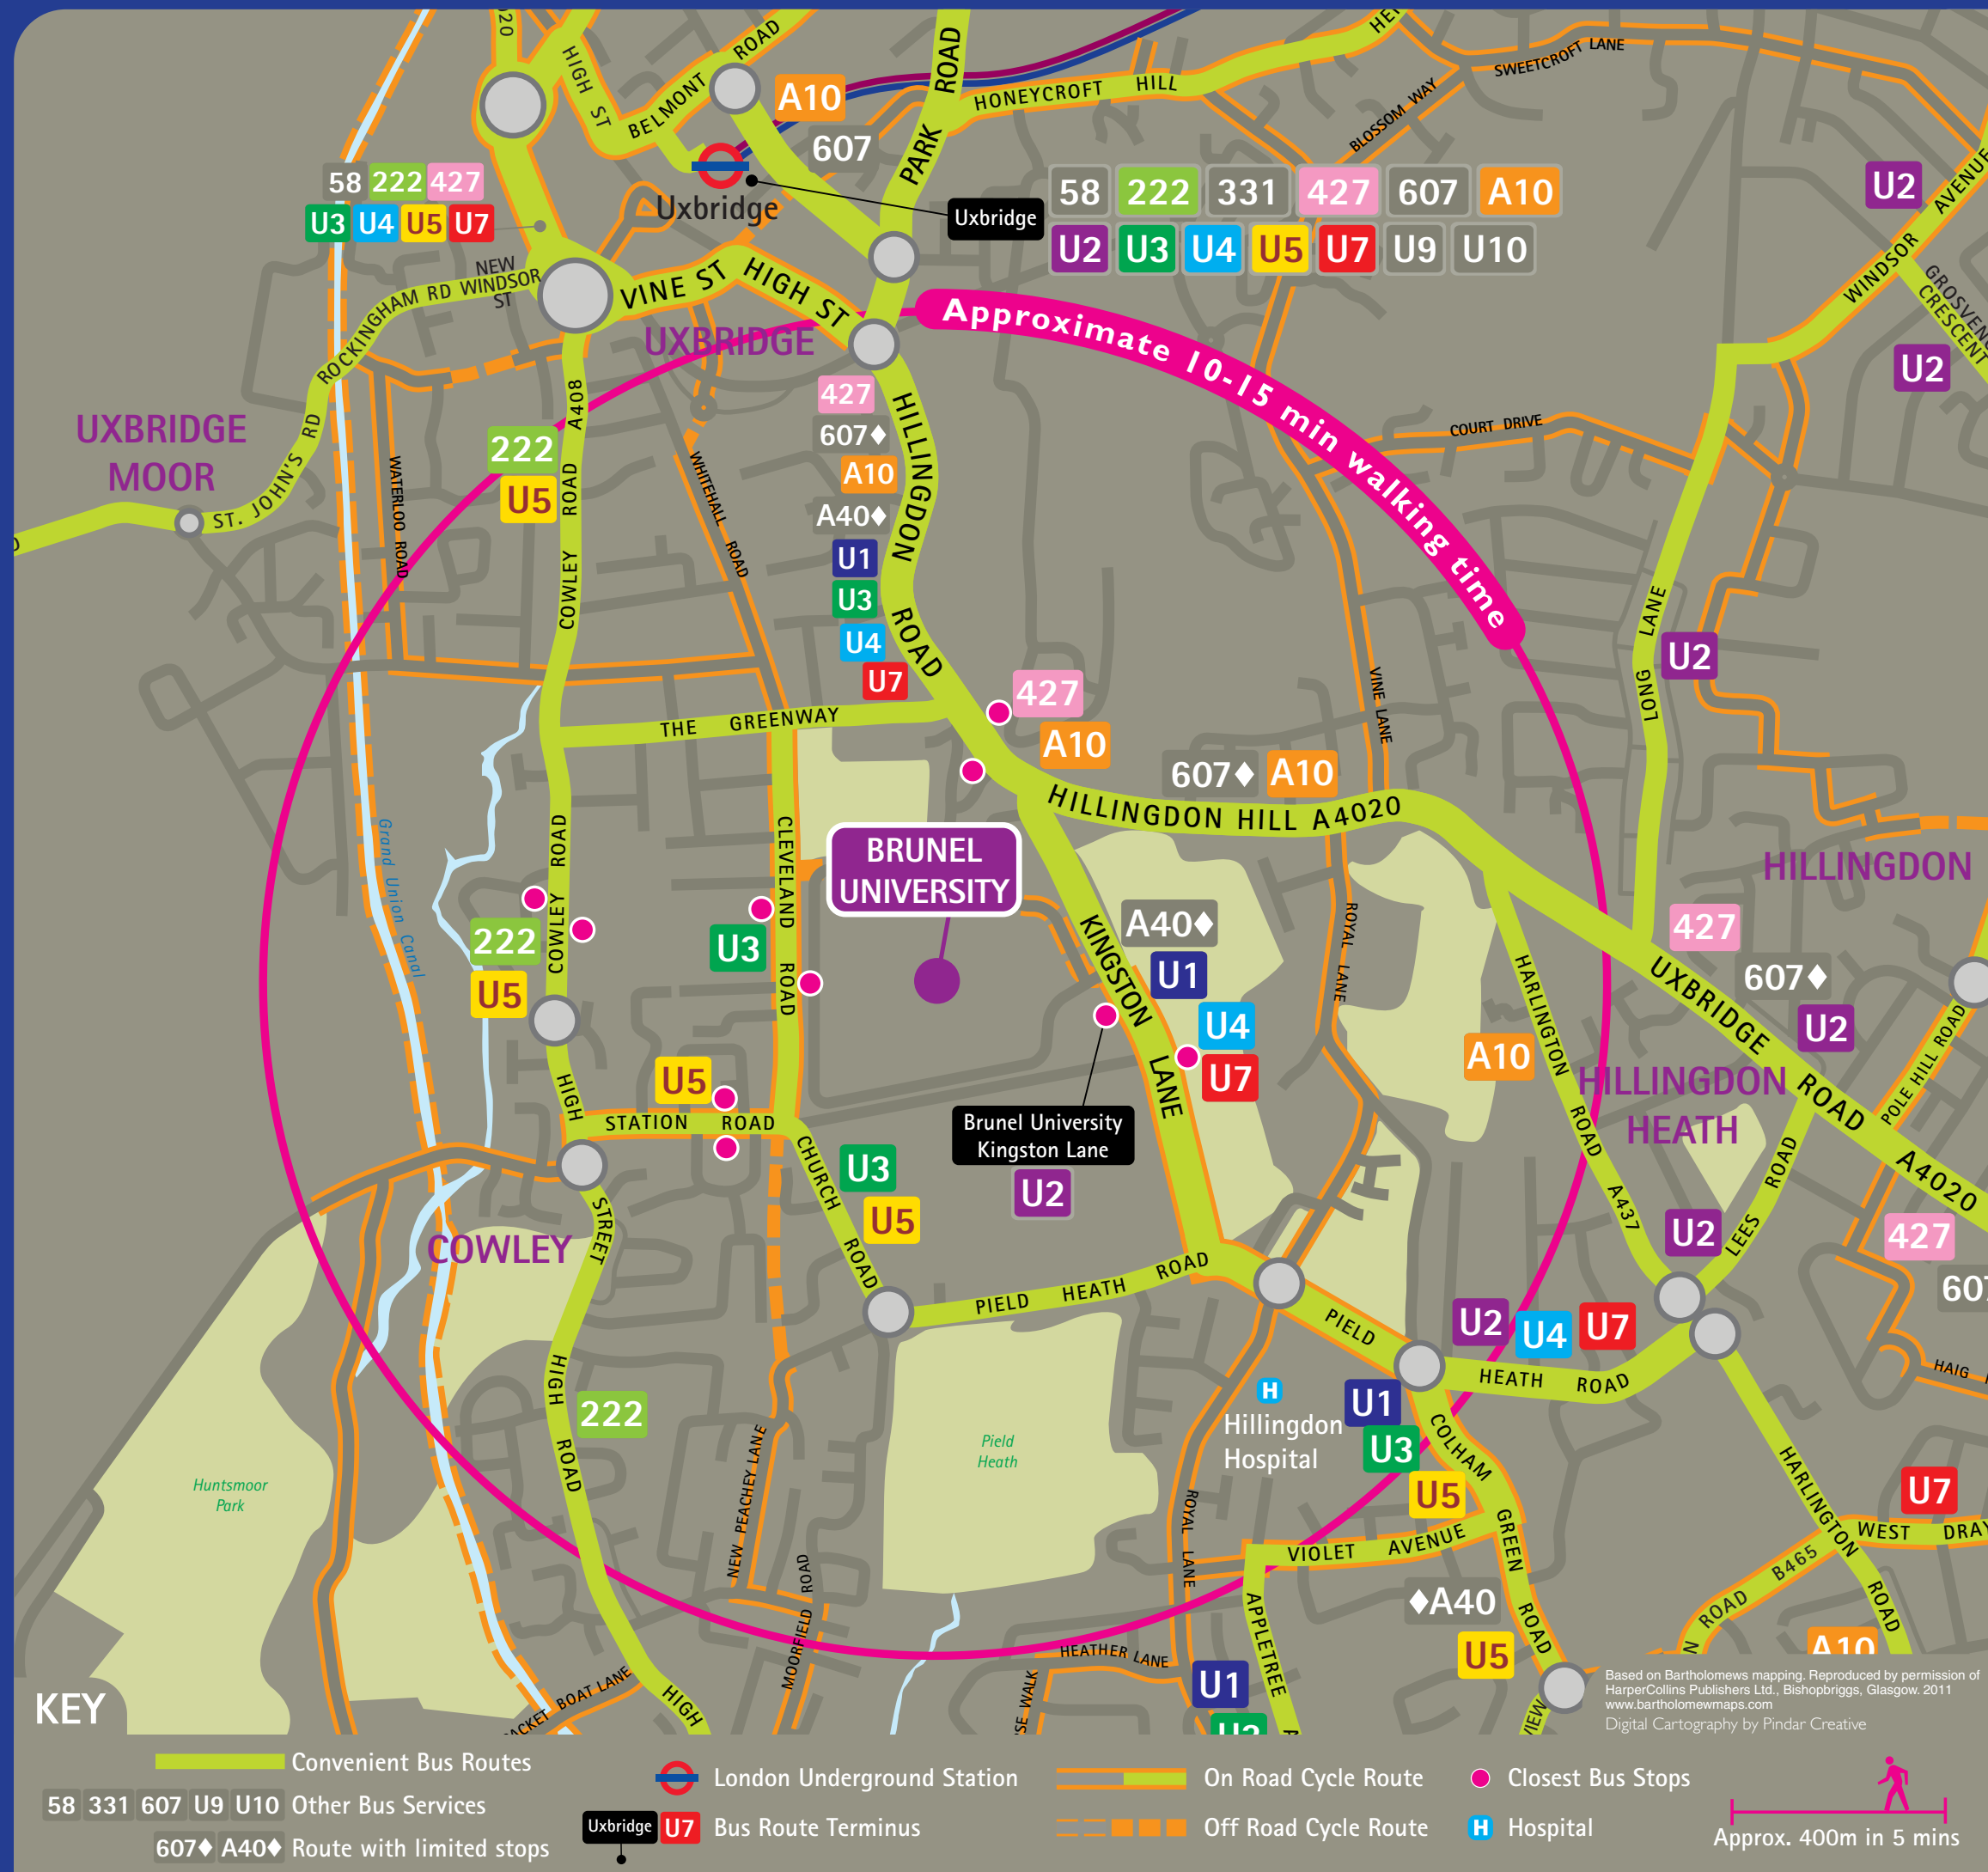 HIGH ST
BELMONT ROAD
A10
607
PARK ROAD
HONEYCROFT HILL
BLOSSOM WAY
SWEETCROFT LANE
U2
WINDSOR AVENUE
CRESCENT
U2
58 222 427
U3 U4 U5 U7
Uxbridge
Uxbridge
58 222 331 427 607 A10
U2 U3 U4 U5 U7 U9 U10
NEW
WINDSOR
ST
ROCKINGHAM RD
VINE ST
HIGH ST
UXBRIDGE
Approximate 10-15 min walking time
UXBRIDGE
MOOR
ST. JOHN'S RD
WATERLOO ROAD
222
U5
COWLEY ROAD A408
WHITEHALL ROAD
427
607♦
A10
A40♦
U1
U3
U4
U7
HILLINGDON ROAD
COURT DRIVE
LONG LANE
U2
VINE LANE
THE GREENWAY
427
A10
607♦ A10
HILLINGDON HILL A4020
HILLINGDON
Grand Union Canal
COWLEY ROAD
COWLEY ROAD
222
U5
CLEVELAND ROAD
U3
BRUNEL
UNIVERSITY
KINGSTON LANE
A40♦
U1
U4
U7
ROYAL LANE
427
607♦
U2
UXBRIDGE ROAD A4020
HARLINGTON ROAD A437
A10
HILLINGDON
HEATH
POLE HILL ROAD
LEES ROAD
U2
427
HAIG
HIGH STREET
U5
STATION ROAD
Brunel University
Kingston Lane
U2
CHURCH ROAD
U3
U5
COWLEY
PIELD HEATH ROAD
PIELD HEATH ROAD
U2 U4 U7
222
HIGH ROAD
Huntsmoor
Park
NEW PEACHEY LANE
Pield
Heath
H
Hillingdon
Hospital
U1
U3
U5
COLHAM GREEN ROAD
HARLINGTON ROAD
U7
WEST
ROAD B465
A10
ROYAL LANE
VIOLET AVENUE
APPLETREE
♦A40
U5
MOORFIELD ROAD
HEATHER LANE
WALK
U1
BOAT LANE
HIGH
VIEW
Based on Bartholomews mapping. Reproduced by permission of
HarperCollins Publishers Ltd., Bishopbriggs, Glasgow. 2011
www.bartholomewmaps.com
Digital Cartography by Pindar Creative
KEY
Convenient Bus Routes
58 331 607 U9 U10 Other Bus Services
607♦ A40♦ Route with limited stops
London Underground Station
Uxbridge U7 Bus Route Terminus
On Road Cycle Route
Off Road Cycle Route
Closest Bus Stops
H Hospital
Approx. 400m in 5 mins